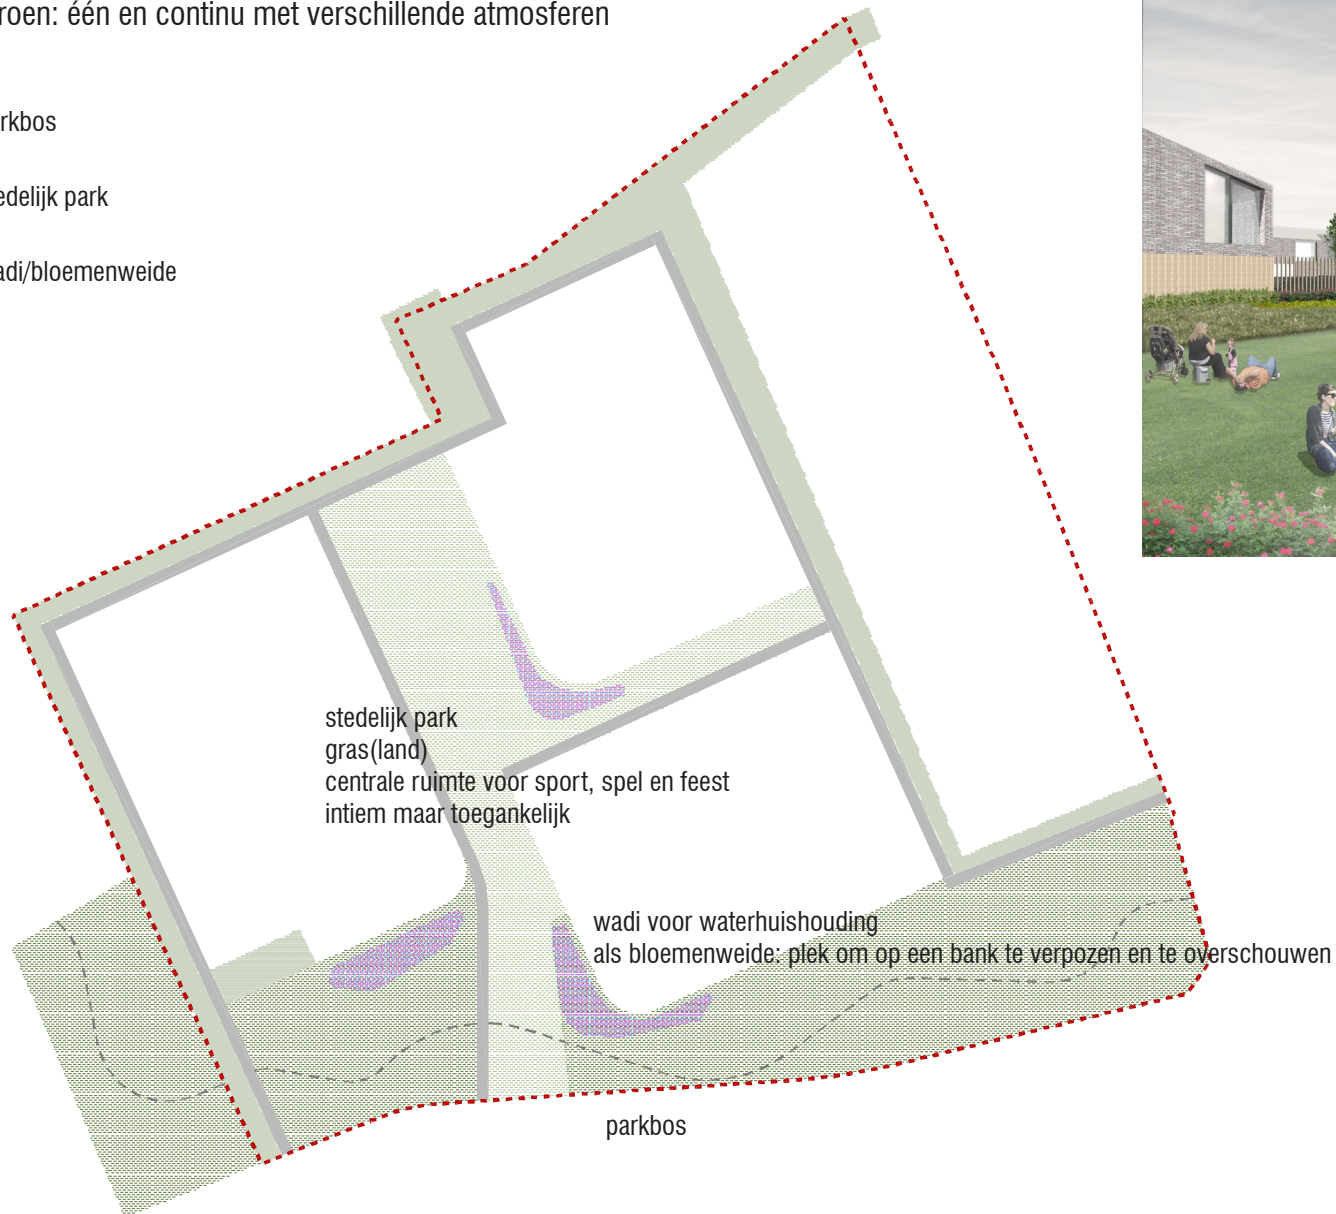 roen: één en continu met verschillende atmosferen
rkbos
edelijk park
adi/bloemenweide
stedelijk park
gras(land)
centrale ruimte voor sport, spel en feest
intiem maar toegankelijk
wadi voor waterhuishouding
als bloemenweide: plek om op een bank te verpozen en te overschouwen
parkbos